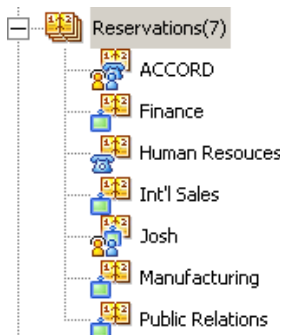 Reservations(7)
ACCORD
Finance
Human Resouces
Int'l Sales
Josh
Manufacturing
Public Relations